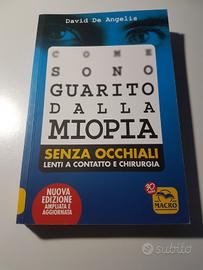 David De Angelis
COME
SONO
GUARITO
DALLA
MIOPIA
SENZA OCCHIALI
LENTI A CONTATTO E CHIRURGIA
NUOVA
EDIZIONE
AMPLIATA E
AGGIORNATA
MACRO
subito